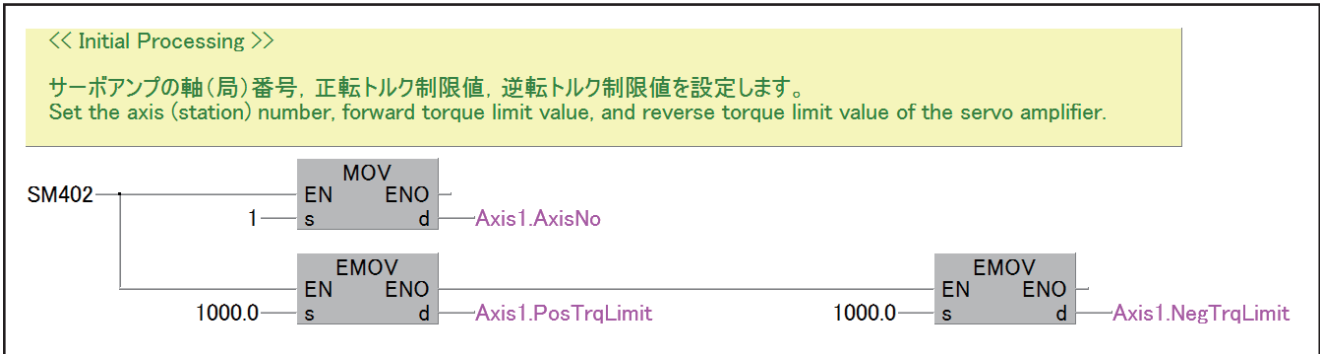 << Initial Processing >>
サーボアンプの軸（局）番号，正転トルク制限値，逆転トルク制限値を設定します。
Set the axis (station) number, forward torque limit value, and reverse torque limit value of the servo amplifier.
MOV
SM402 EN ENO
1 s d Axis1.AxisNo
EMOV EMOV
EN ENO EN ENO
1000.0 s d Axis1.PosTrqLimit 1000.0 s d Axis1.NegTrqLimit